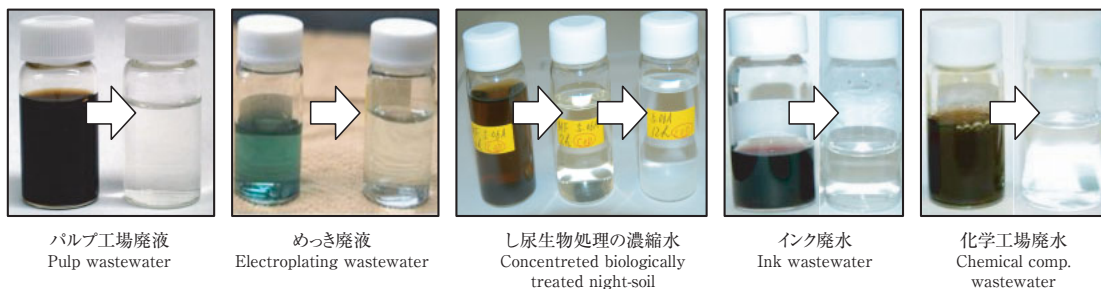 パルプ工場廃液
Pulp wastewater
めっき廃液
Electroplating wastewater
し尿生物処理の濃縮水
Concentreted biologically
treated night-soil
インク廃水
Ink wastewater
化学工場廃水
Chemical comp.
wastewater